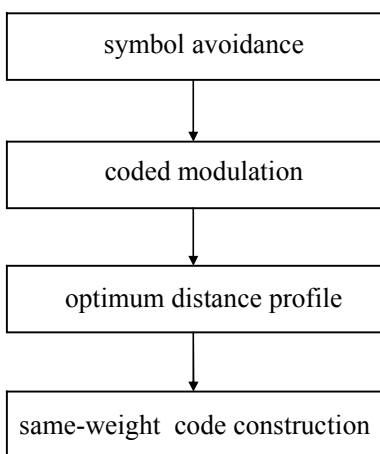 symbol avoidance
coded modulation
optimum distance profile
same-weight code construction